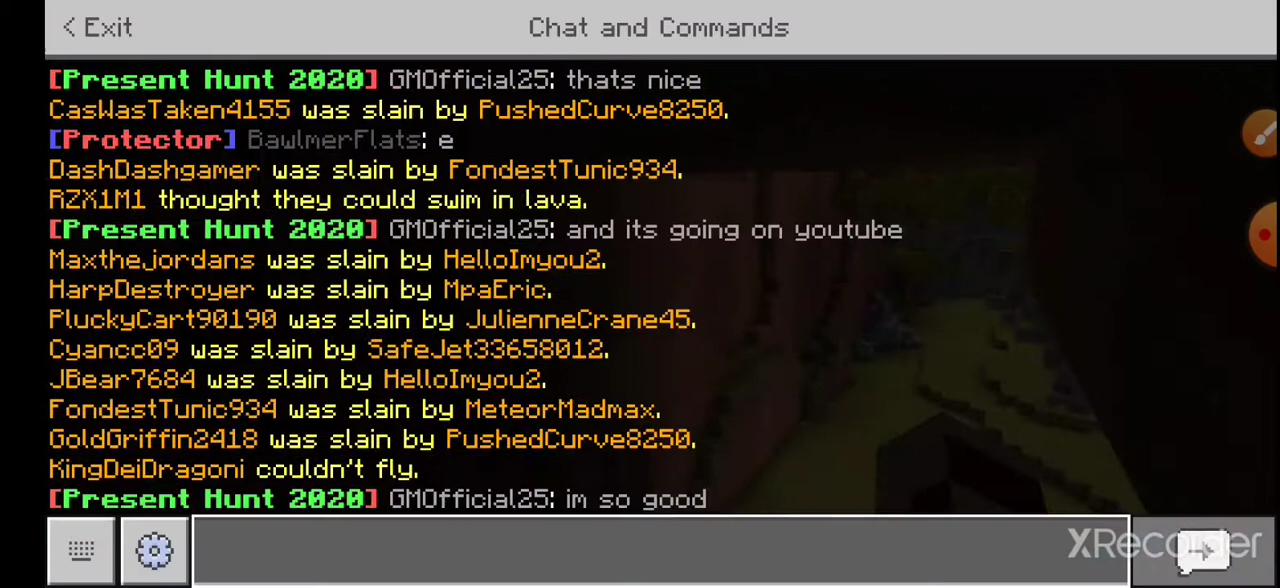 < Exit
Chat and Commands
[Present Hunt 2020] GMOfficial25: thats nice
CasWasTaken4155 was slain by PushedCurve8250.
[Protector] BawlmerFlats: e
DashDashgamer was slain by FondestTunic934.
RZX1M1 thought they could swim in lava.
[Present Hunt 2020] GMOfficial25: and its going on youtube
Maxthejordans was slain by HelloImyou2.
HarpDestroyer was slain by MpaEric.
PluckyCart90190 was slain by JulienneCrane45.
Cyancc09 was slain by SafeJet33658012.
JBear7684 was slain by HelloImyou2.
FondestTunic934 was slain by MeteorMadmax.
GoldGriffin2418 was slain by PushedCurve8250.
KingDeiDragoni couldn't fly.
[Present Hunt 2020] GMOfficial25: im so good
XRecorder